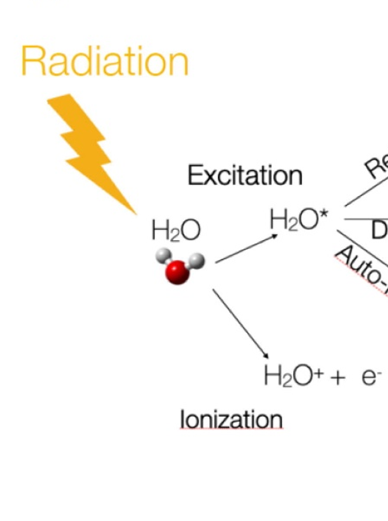 Radiation
Excitation
H₂O
H₂O*
H₂O⁺ + e⁻
Ionization